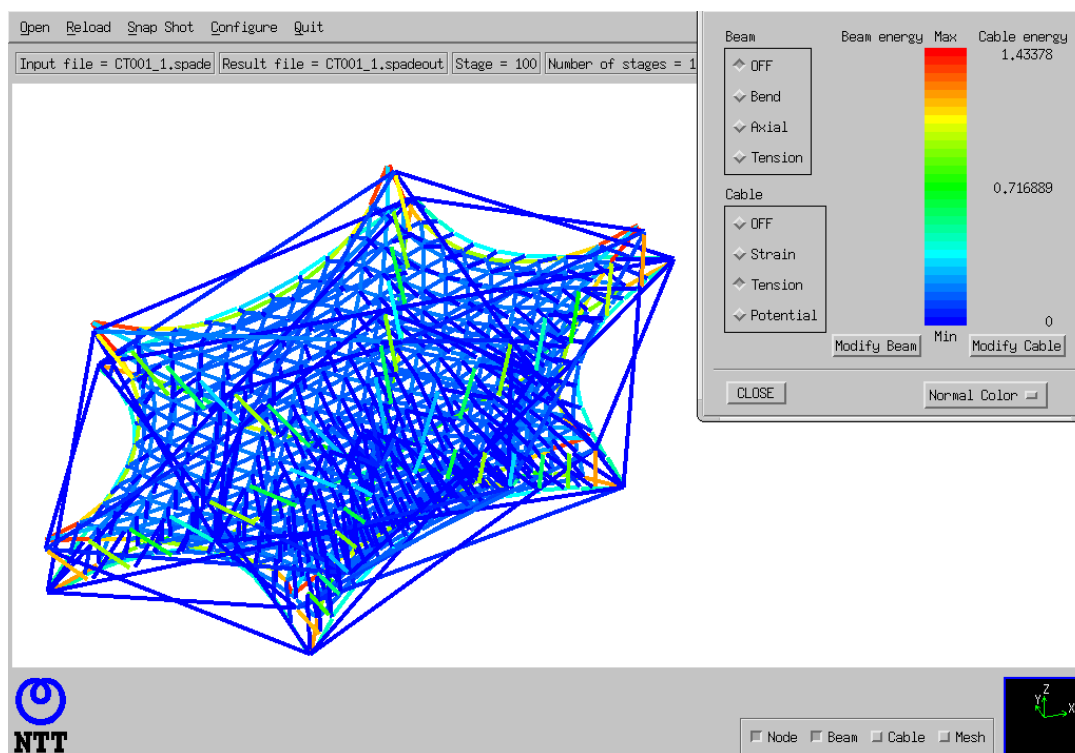 Open Reload Snap Shot Configure Quit
Input file = CT001_1.spade Result file = CT001_1.spadeout Stage = 100 Number of stages = 1
Beam
OFF
Bend
Axial
Tension
Cable
OFF
Strain
Tension
Potential
Beam energy Max Cable energy
1.43378
0.716889
0
Modify Beam Min Modify Cable
CLOSE Normal Color
NTT
Node Beam Cable Mesh
Z
Y
X